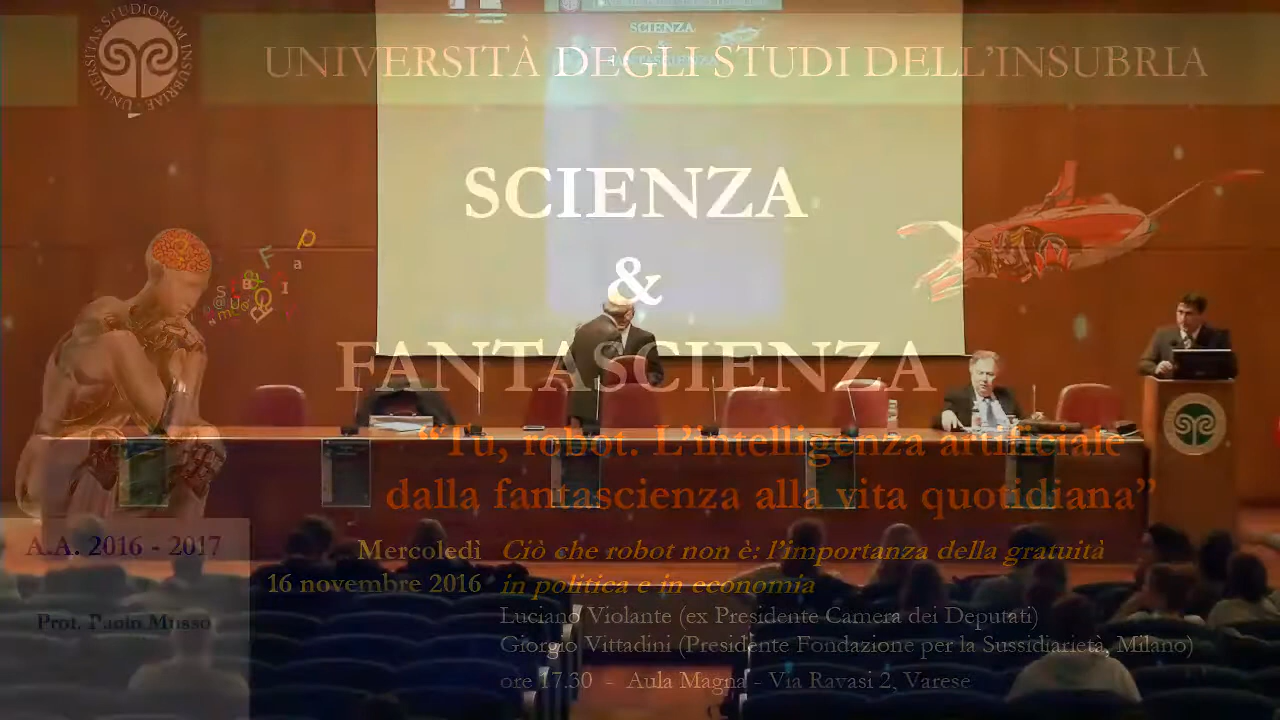 UNIVERSITÀ DEGLI STUDI DELL'INSUBRIA
SCIENZA
&
FANTASCIENZA
SCIENZA
&
FANTASCIENZA
“Tu, robot. L’intelligenza artificiale
dalla fantascienza alla vita quotidiana”
A.A. 2016 - 2017
Prof. Paolo Musso
Mercoledì
16 novembre 2016
Ciò che robot non è: l’importanza della gratuità
in politica e in economia
Luciano Violante (ex Presidente Camera dei Deputati)
Giorgio Vittadini (Presidente Fondazione per la Sussidiarietà, Milano)
ore 17.30 - Aula Magna - Via Ravasi 2, Varese